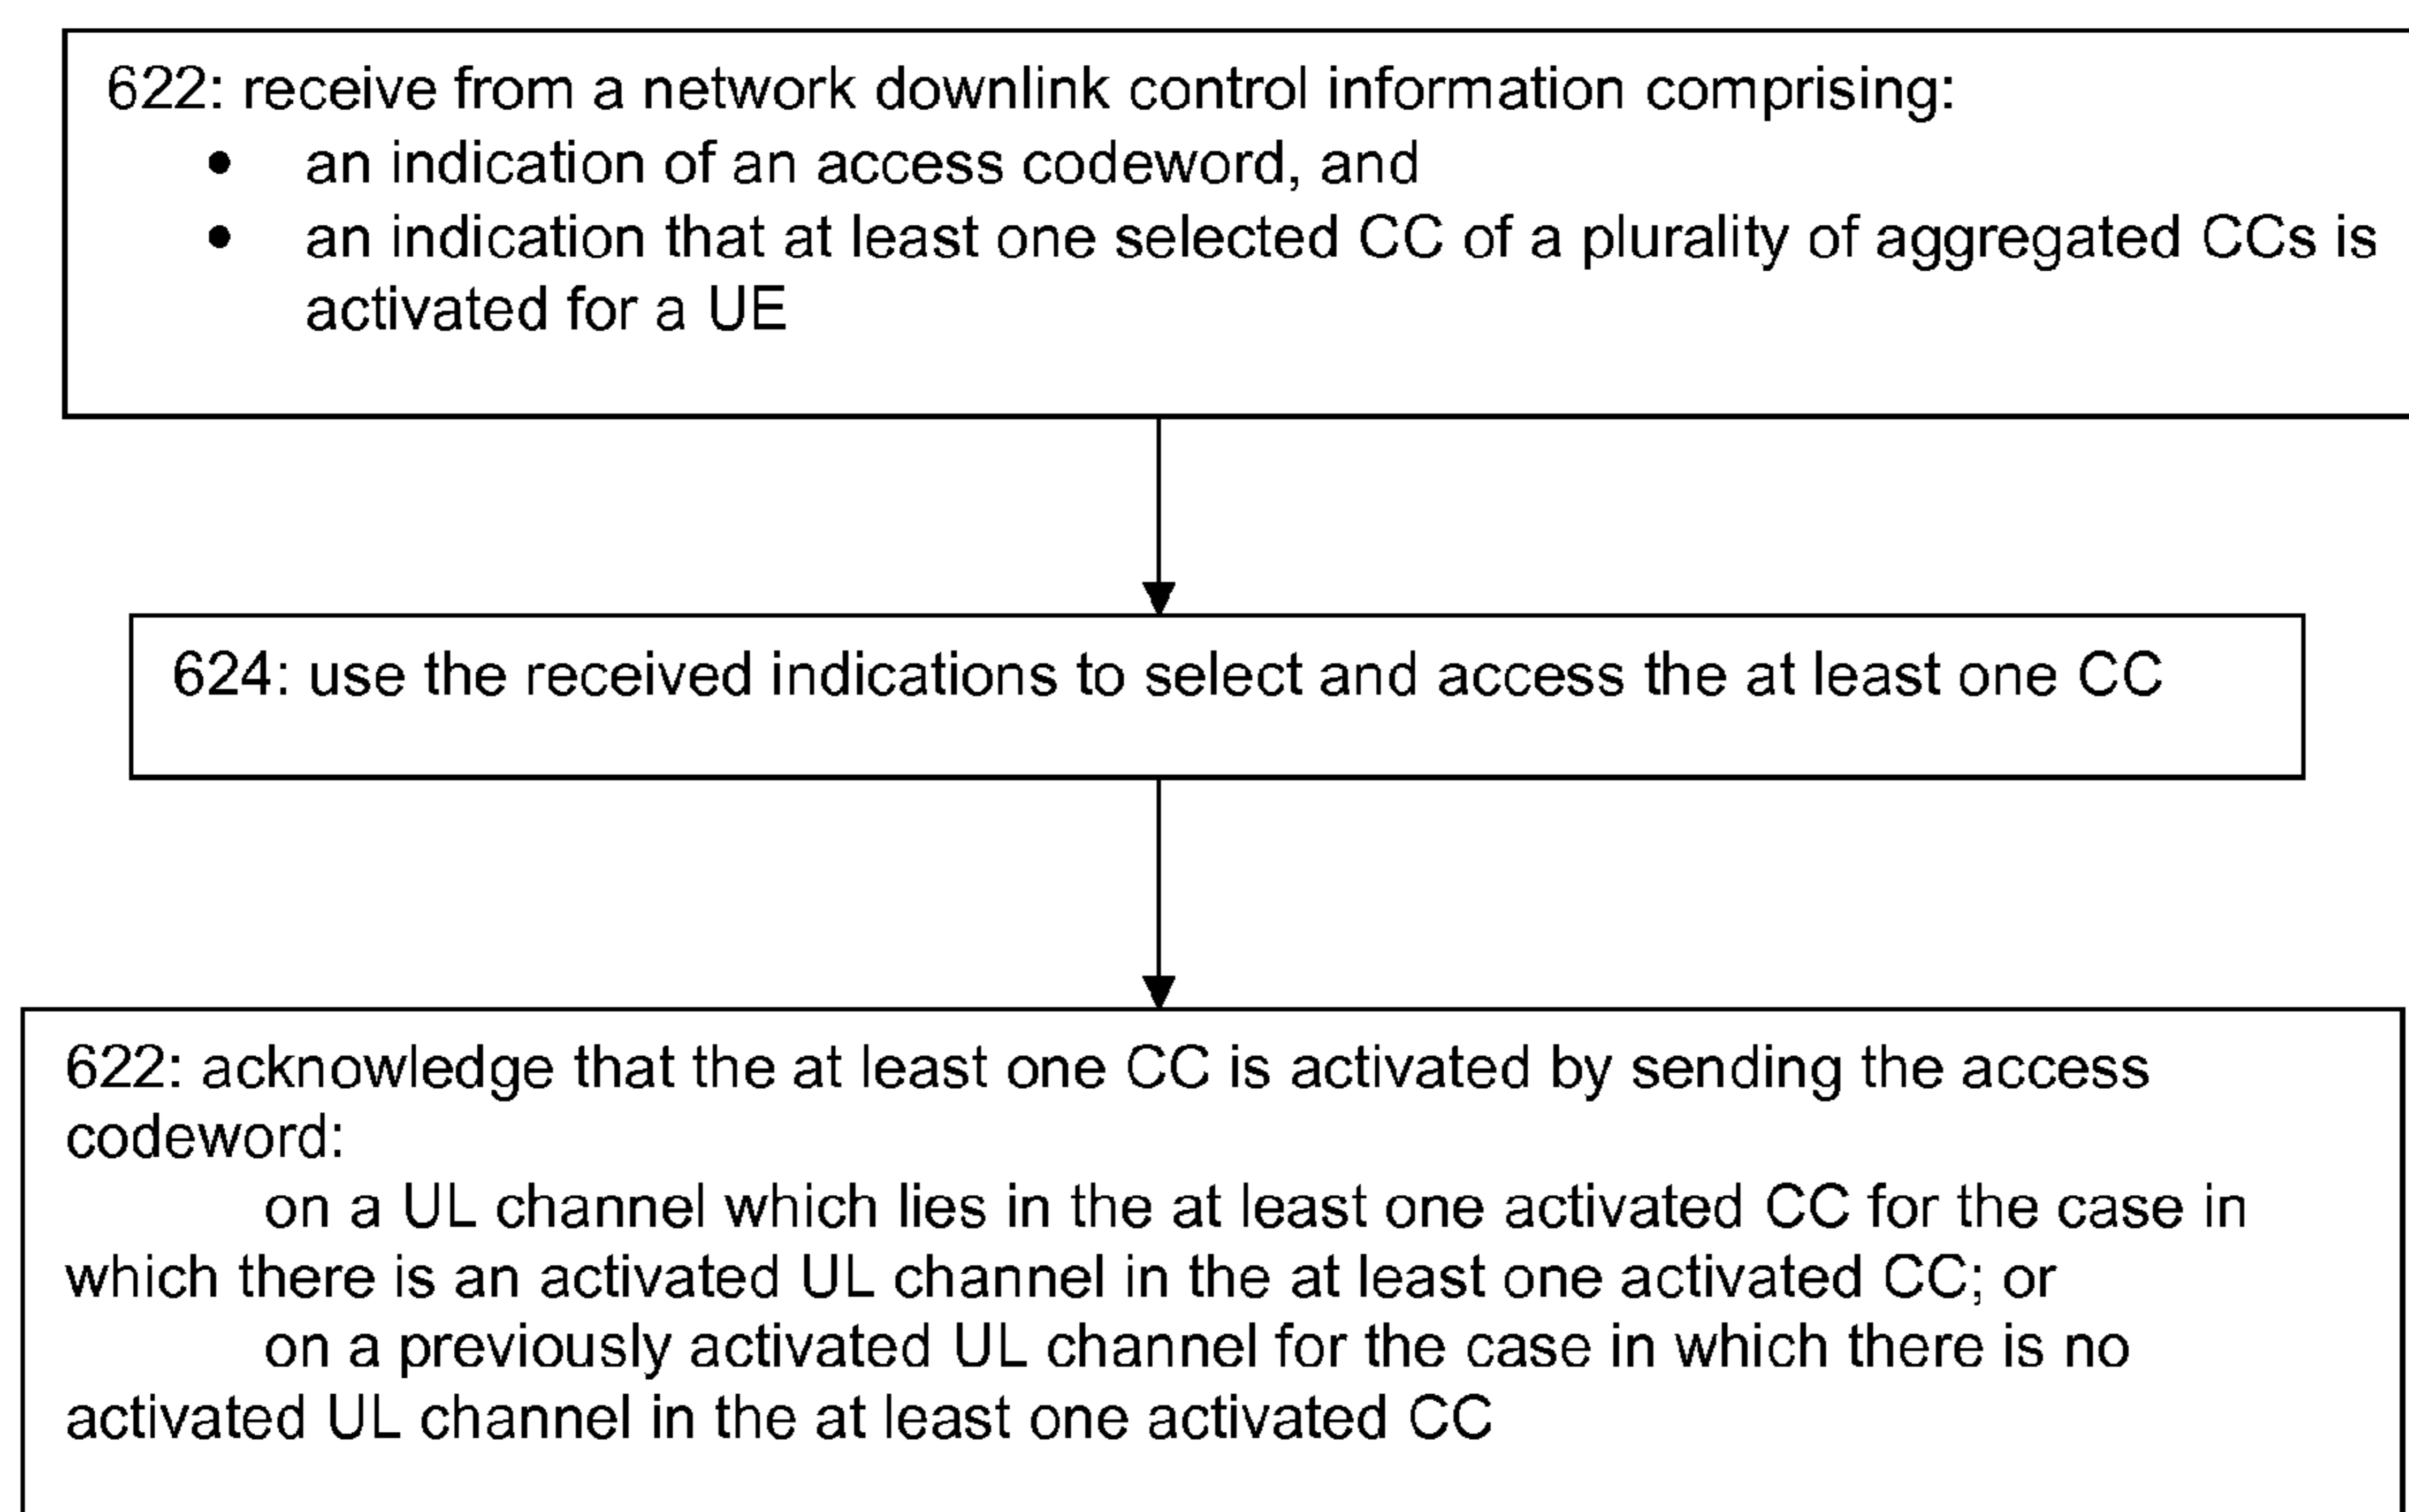 622: receive from a network downlink control information comprising:
• an indication of an access codeword, and
• an indication that at least one selected CC of a plurality of aggregated CCs is
activated for a UE
624: use the received indications to select and access the at least one CC
622: acknowledge that the at least one CC is activated by sending the access
codeword:
on a UL channel which lies in the at least one activated CC for the case in
which there is an activated UL channel in the at least one activated CC; or
on a previously activated UL channel for the case in which there is no
activated UL channel in the at least one activated CC